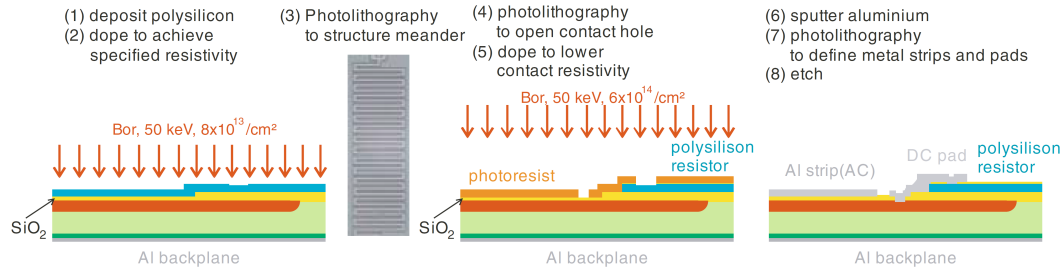 (1) deposit polysilicon
(2) dope to achieve
specified resistivity
(3) Photolithography
to structure meander
(4) photolithography
to open contact hole
(5) dope to lower
contact resistivity
(6) sputter aluminium
(7) photolithography
to define metal strips and pads
(8) etch
Bor, 50 keV, 8x10¹³/cm²
Bor, 50 keV, 6x10¹⁴/cm²
polysilison
resistor
photoresist
Al strip(AC)
DC pad
polysilison
resistor
SiO₂
SiO₂
Al backplane
Al backplane
Al backplane